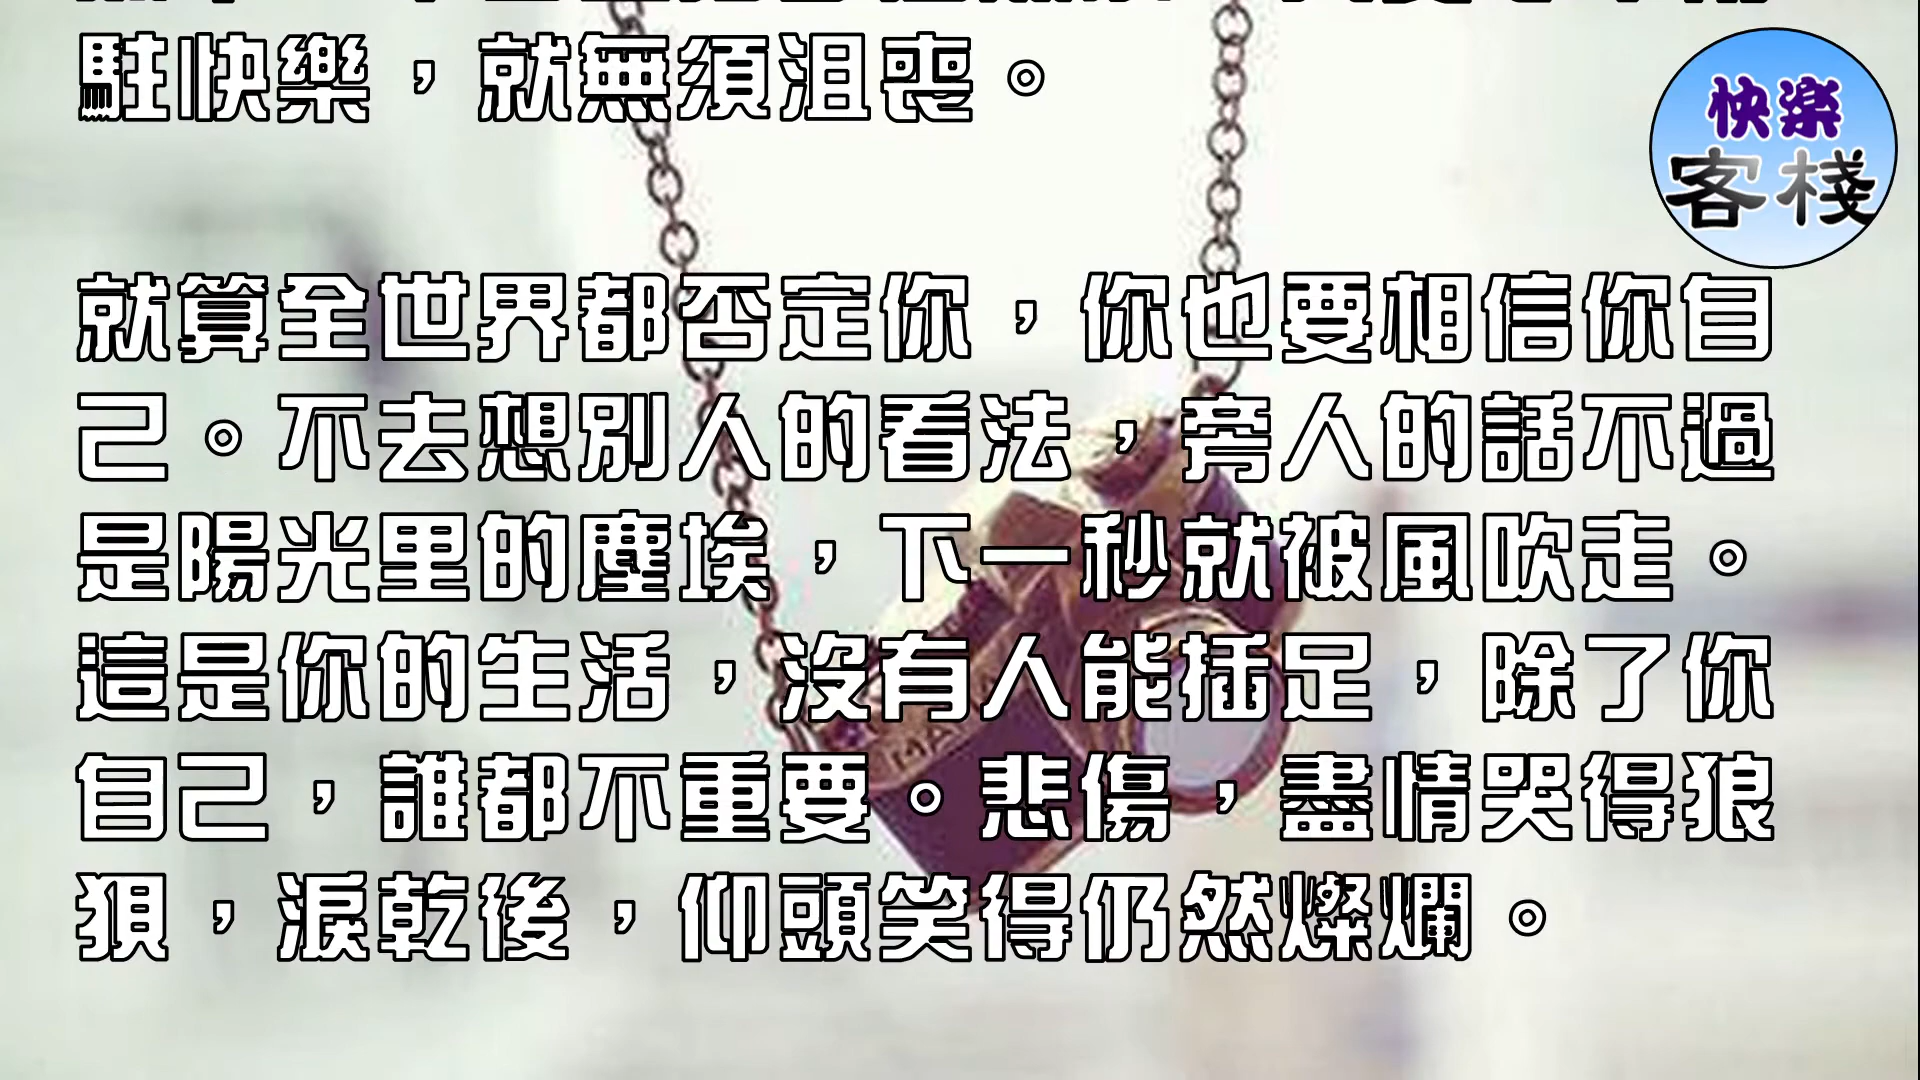 駐快樂，就無須沮喪。
快樂
客棧
就算全世界都否定你，你也要相信你自
己。不去想別人的看法，旁人的話不過
是陽光里的塵埃，下一秒就被風吹走。
這是你的生活，沒有人能插足，除了你
自己，誰都不重要。悲傷，盡情哭得狼
狽，淚乾後，仰頭笑得仍然燦爛。